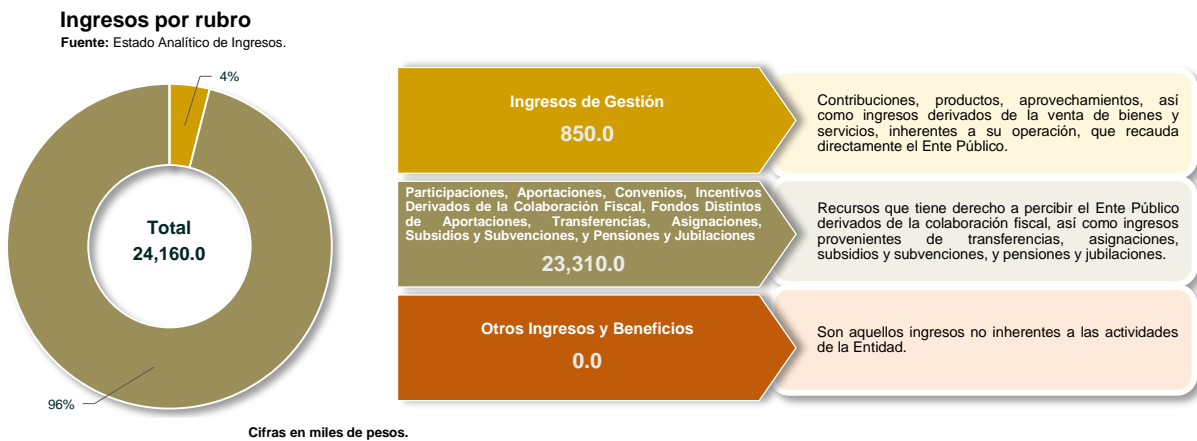 Ingresos por rubro
Fuente: Estado Analítico de Ingresos.
4%
Total
24,160.0
96%
Ingresos de Gestión
850.0
Contribuciones, productos, aprovechamientos, así
como ingresos derivados de la venta de bienes y
servicios, inherentes a su operación, que recauda
directamente el Ente Público.
Participaciones, Aportaciones, Convenios, Incentivos
Derivados de la Colaboración Fiscal, Fondos Distintos
de Aportaciones, Transferencias, Asignaciones,
Subsidios y Subvenciones, y Pensiones y Jubilaciones
23,310.0
Recursos que tiene derecho a percibir el Ente Público
derivados de la colaboración fiscal, así como ingresos
provenientes de transferencias, asignaciones,
subsidios y subvenciones, y pensiones y jubilaciones.
Otros Ingresos y Beneficios
0.0
Son aquellos ingresos no inherentes a las actividades
de la Entidad.
Cifras en miles de pesos.